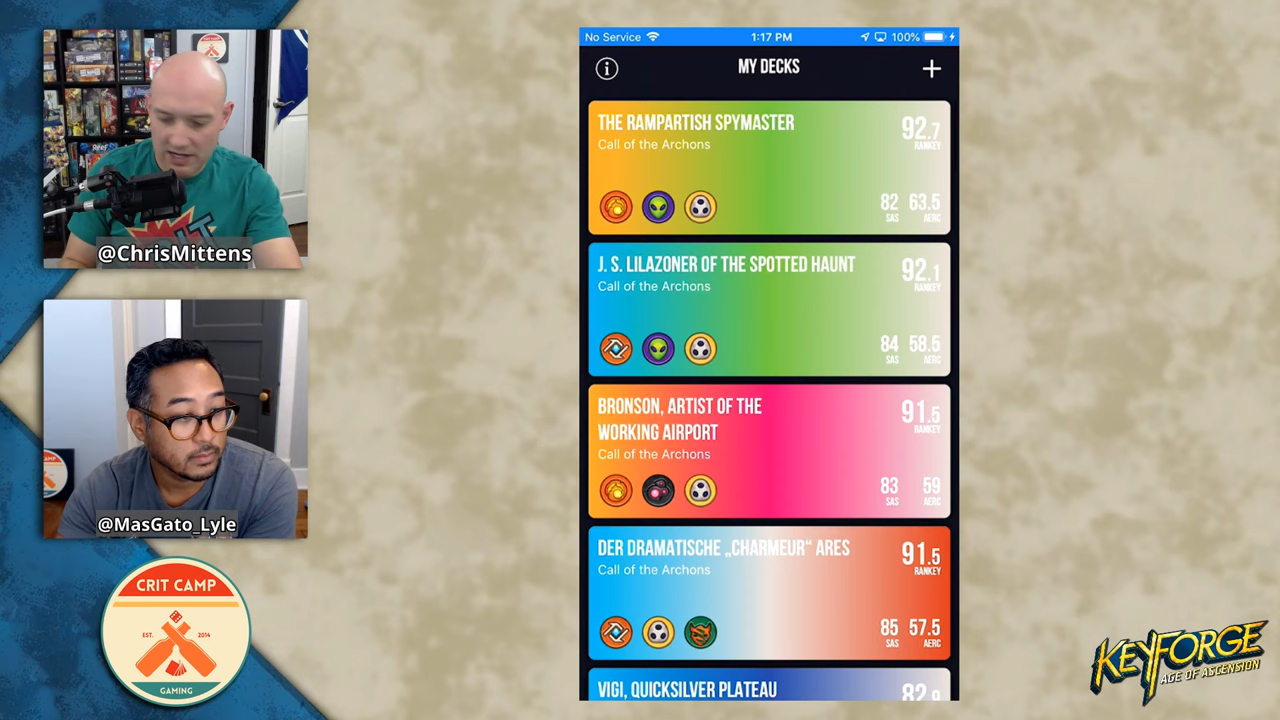 @ChrisMittens
@MasGato_Lyle
CRIT CAMP
EST. 2014
GAMING
No Service 1:17 PM 100%
MY DECKS
THE RAMPARTISH SPYMASTER 92.7
Call of the Archons RANKEY
82 63.5
SAS AERC
J. S. LILAZONER OF THE SPOTTED HAUNT 92.1
Call of the Archons RANKEY
84 58.5
SAS AERC
BRONSON, ARTIST OF THE 91.5
WORKING AIRPORT RANKEY
Call of the Archons
83 59
SAS AERC
DER DRAMATISCHE „CHARMEUR“ ARES 91.5
Call of the Archons RANKEY
85 57.5
SAS AERC
VIGI, QUICKSILVER PLATEAU 82.9
KEYFORGE
AGE OF ASCENSION